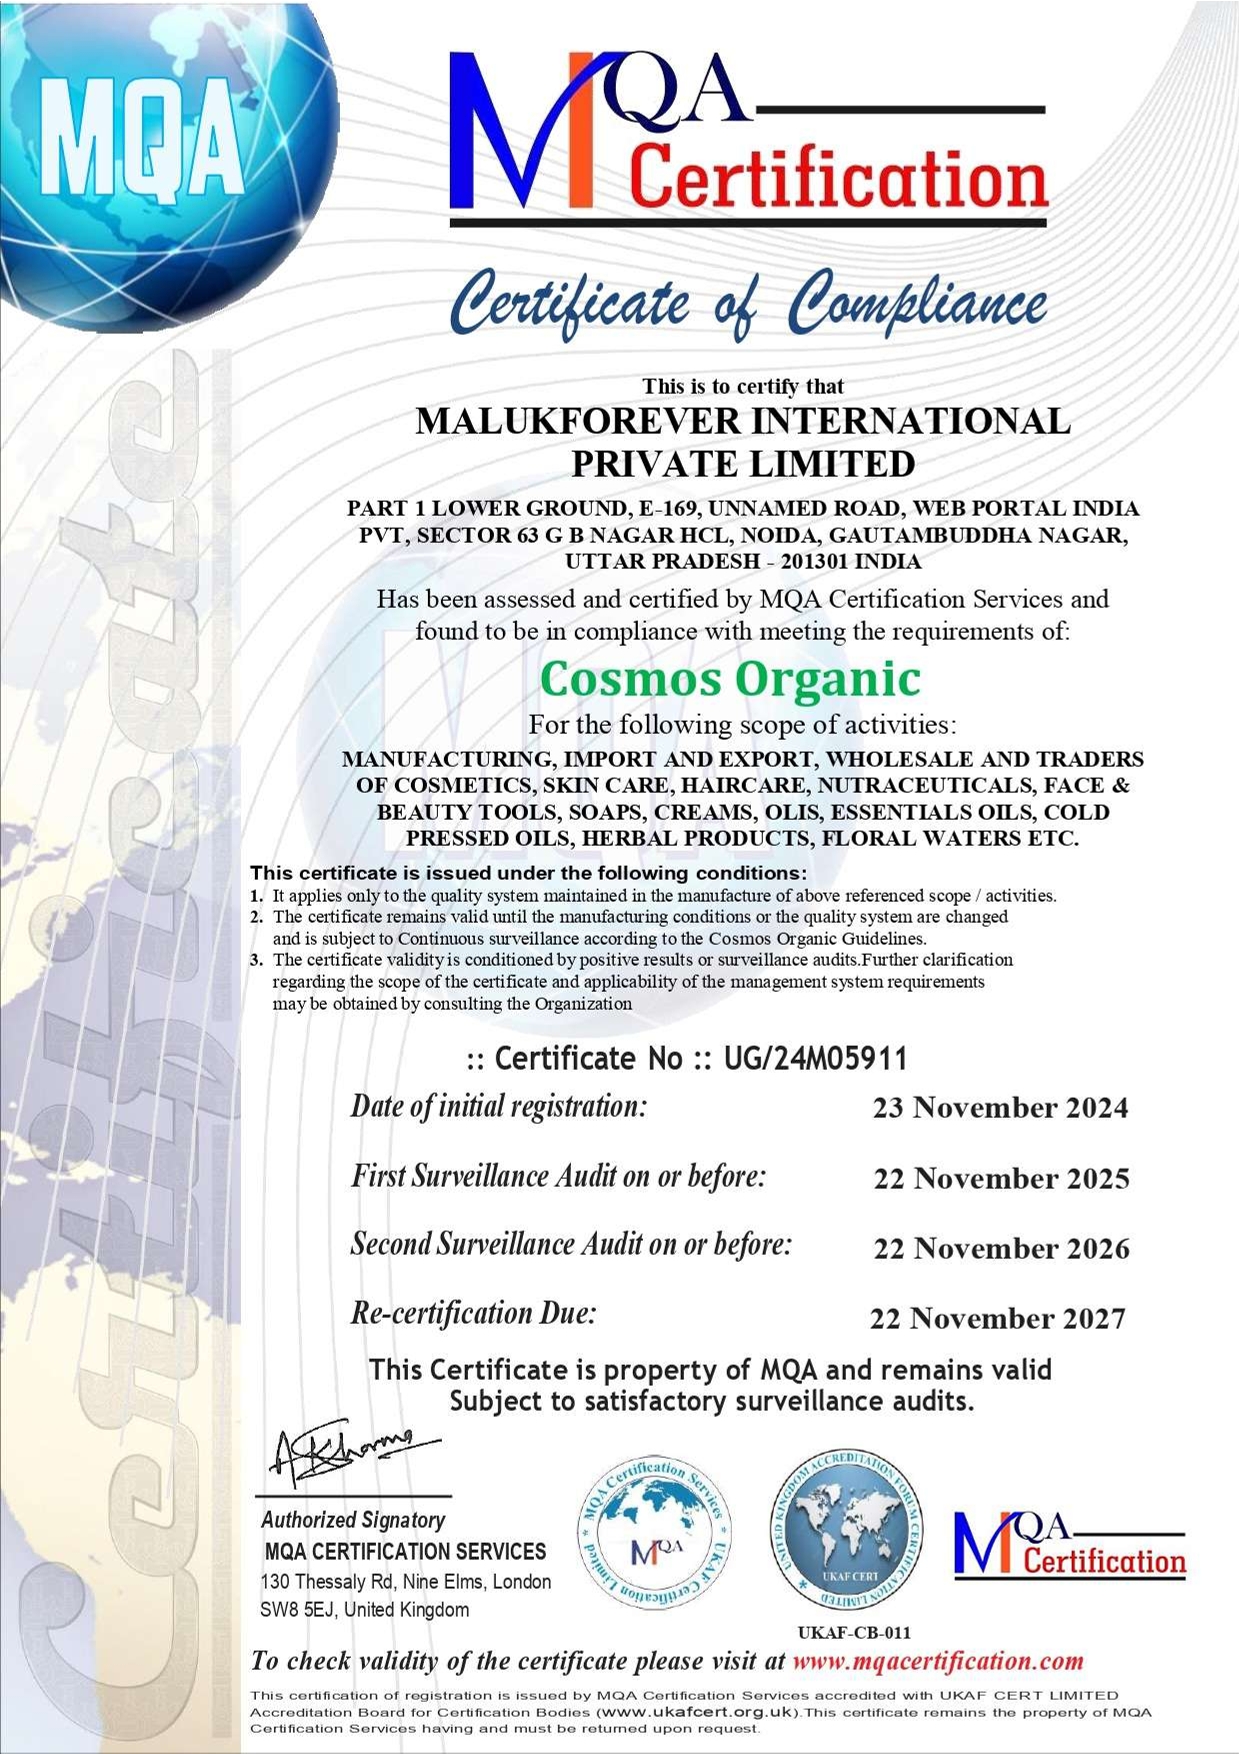 MQA
MQA
Certification
Certificate of Compliance
This is to certify that
MALUKFOREVER INTERNATIONAL
PRIVATE LIMITED
PART 1 LOWER GROUND, E-169, UNNAMED ROAD, WEB PORTAL INDIA
PVT, SECTOR 63 G B NAGAR HCL, NOIDA, GAUTAMBUDDHA NAGAR,
UTTAR PRADESH - 201301 INDIA
Has been assessed and certified by MQA Certification Services and
found to be in compliance with meeting the requirements of:
Cosmos Organic
For the following scope of activities:
MANUFACTURING, IMPORT AND EXPORT, WHOLESALE AND TRADERS
OF COSMETICS, SKIN CARE, HAIRCARE, NUTRACEUTICALS, FACE &
BEAUTY TOOLS, SOAPS, CREAMS, OLIS, ESSENTIALS OILS, COLD
PRESSED OILS, HERBAL PRODUCTS, FLORAL WATERS ETC.
This certificate is issued under the following conditions:
1. It applies only to the quality system maintained in the manufacture of above referenced scope / activities.
2. The certificate remains valid until the manufacturing conditions or the quality system are changed
and is subject to Continuous surveillance according to the Cosmos Organic Guidelines.
3. The certificate validity is conditioned by positive results or surveillance audits.Further clarification
regarding the scope of the certificate and applicability of the management system requirements
may be obtained by consulting the Organization
:: Certificate No :: UG/24M05911
Date of initial registration: 23 November 2024
First Surveillance Audit on or before: 22 November 2025
Second Surveillance Audit on or before: 22 November 2026
Re-certification Due: 22 November 2027
This Certificate is property of MQA and remains valid
Subject to satisfactory surveillance audits.
AKSharma
Authorized Signatory
MQA CERTIFICATION SERVICES
130 Thessaly Rd, Nine Elms, London
SW8 5EJ, United Kingdom
MQA Certification Services * UKAF Certification Limited *
MQA
UNITED KINGDOM ACCREDITATION FORUM CERTIFICATION LIMITED *
UKAF CERT
UKAF-CB-011
MQA
Certification
To check validity of the certificate please visit at www.mqacertification.com
This certification of registration is issued by MQA Certification Services accredited with UKAF CERT LIMITED
Accreditation Board for Certification Bodies (www.ukafcert.org.uk).This certificate remains the property of MQA
Certification Services having and must be returned upon request.
Certificate
MQA